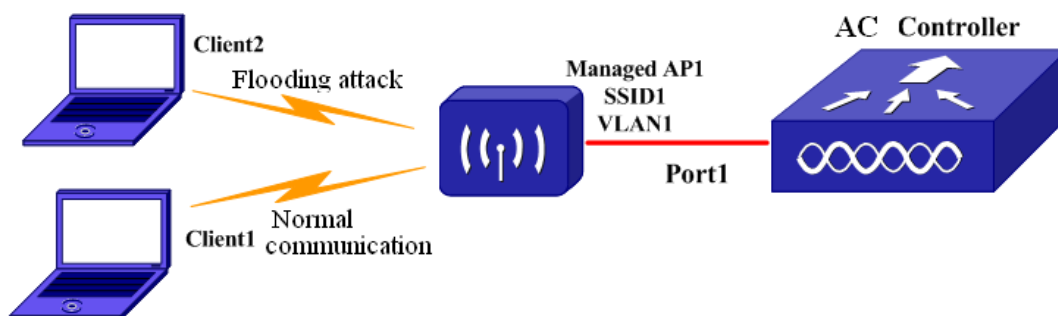 Client2
Flooding attack
Managed AP1
SSID1
VLAN1
AC Controller
Port1
Client1
Normal
communication